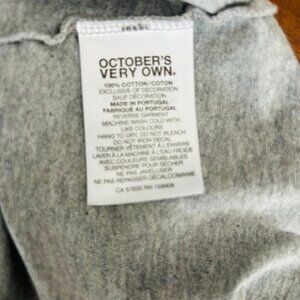 OCTOBER'S
VERY OWN.
100% COTTON/COTON
EXCLUSIVE OF DECORATION
SAUF DÉCORATION
MADE IN PORTUGAL
FABRIQUÉ AU PORTUGAL
REVERSE GARMENT
MACHINE WASH COLD WITH
LIKE COLOURS
HANG TO DRY, DO NOT BLEACH
DO NOT IRON DECAL
TOURNER VÊTEMENT À L'ENVERS
LAVER À LA MACHINE À L'EAU FROIDE
AVEC COULEURS SEMBLABLES
SUSPENDRE POUR SÉCHER
NE PAS JAVELLISER
NE PAS REPASSER DÉCALCOMANIE